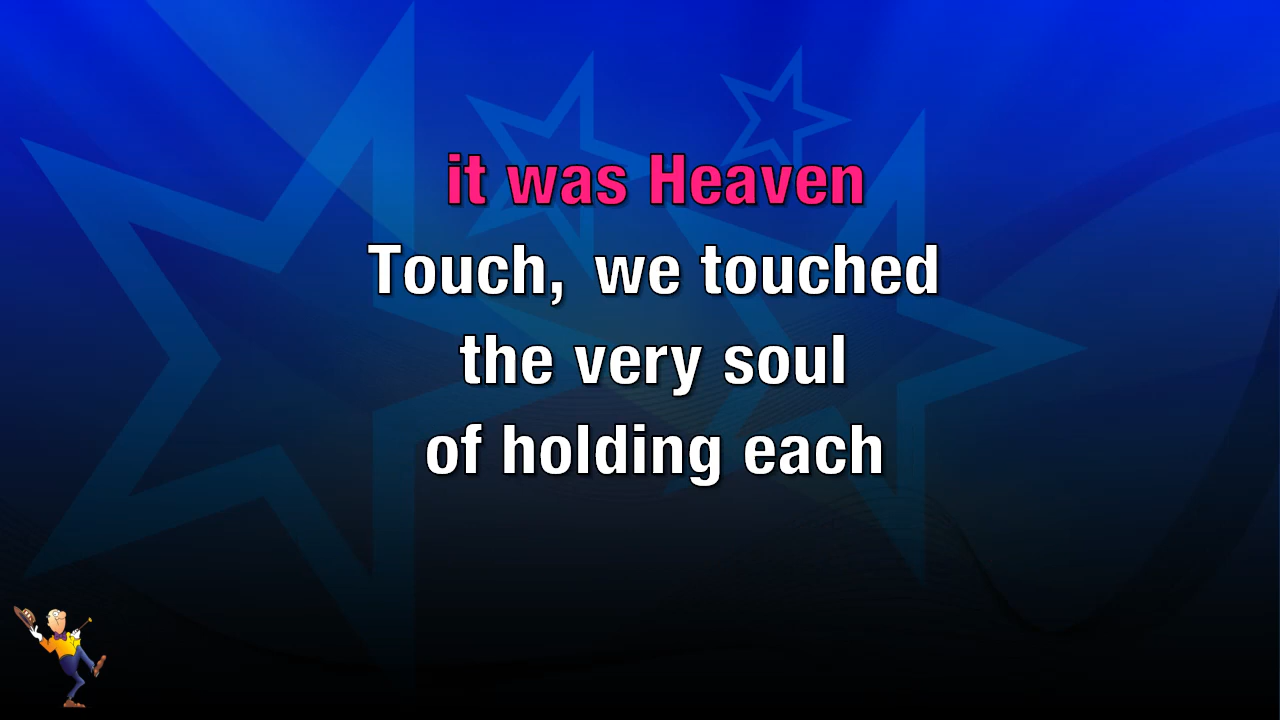 it was Heaven
Touch, we touched
the very soul
of holding each